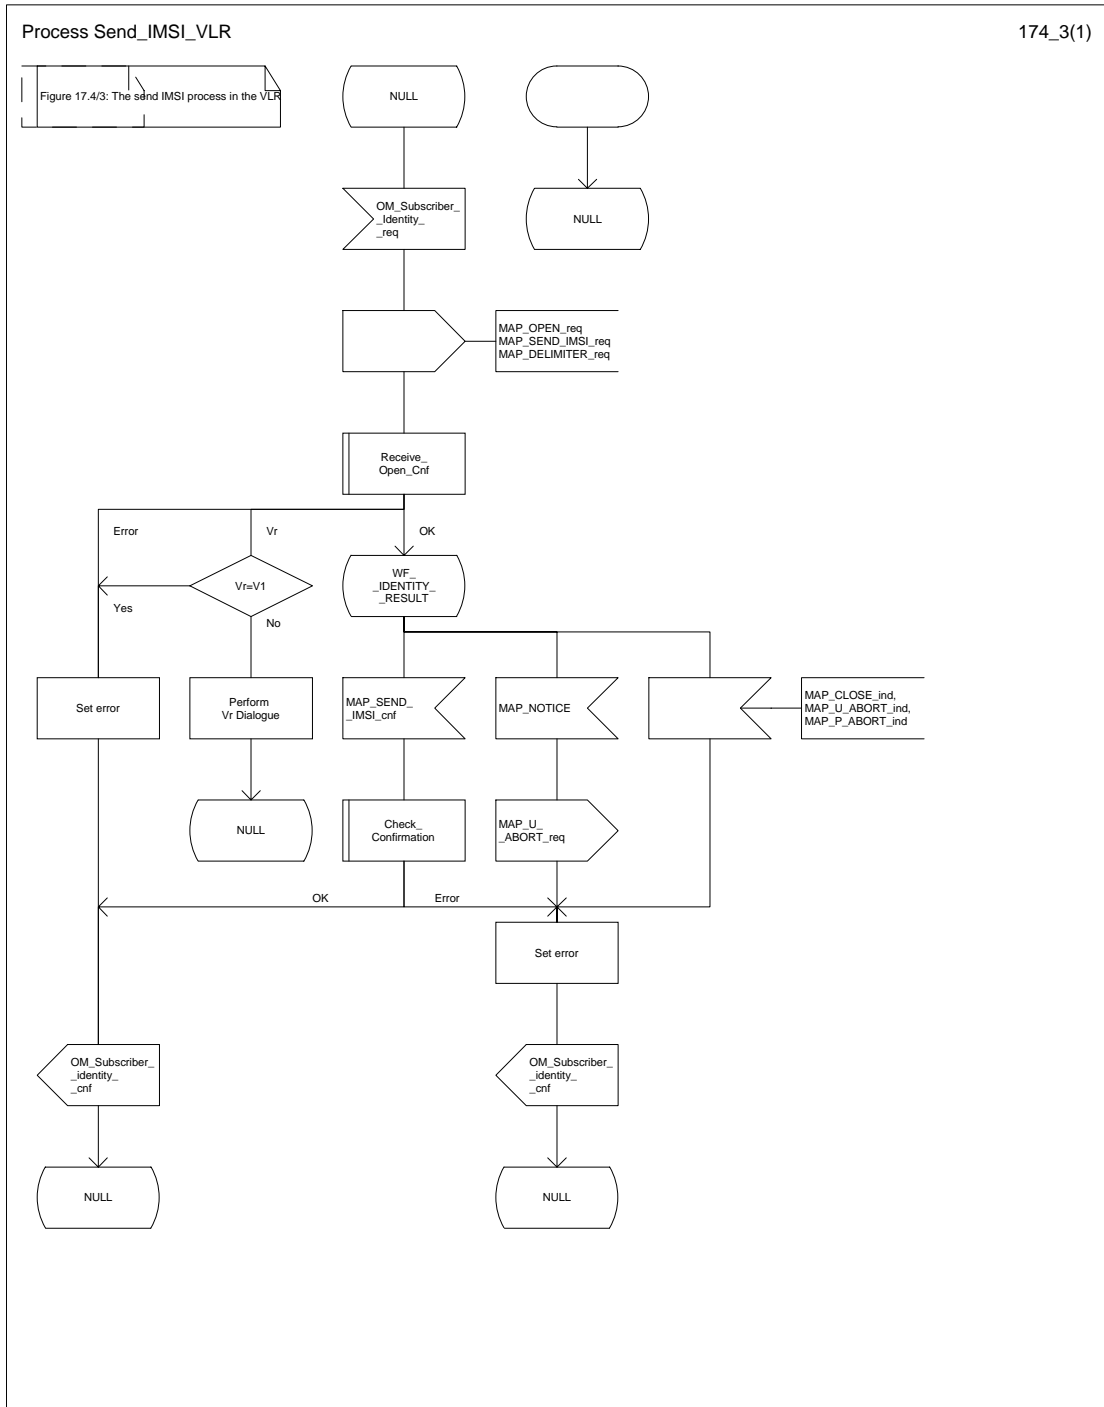 Process Send_IMSI_VLR
174_3(1)
Figure 17.4/3: The send IMSI process in the VLR
NULL
OM_Subscriber_
_Identity_
_req
NULL
MAP_OPEN_req
MAP_SEND_IMSI_req
MAP_DELIMITER_req
Receive_
Open_Cnf
Error
Vr
OK
Vr=V1
WF_
_IDENTITY_
_RESULT
Yes
No
Set error
Perform
Vr Dialogue
MAP_SEND_
_IMSI_cnf
MAP_NOTICE
MAP_CLOSE_ind,
MAP_U_ABORT_ind,
MAP_P_ABORT_ind
NULL
Check_
Confirmation
MAP_U_
_ABORT_req
OK
Error
Set error
OM_Subscriber_
_identity_
_cnf
OM_Subscriber_
_identity_
_cnf
NULL
NULL